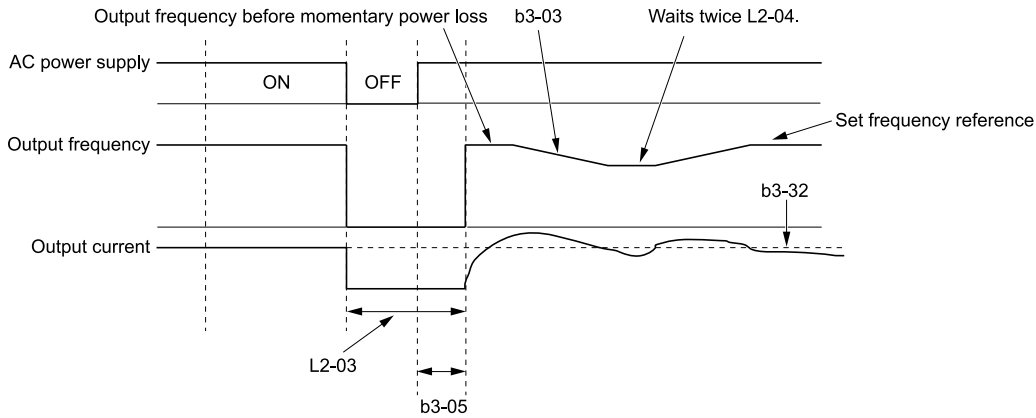 Output frequency before momentary power loss
b3-03
Waits twice L2-04.
AC power supply
ON
OFF
Set frequency reference
Output frequency
b3-32
Output current
L2-03
b3-05